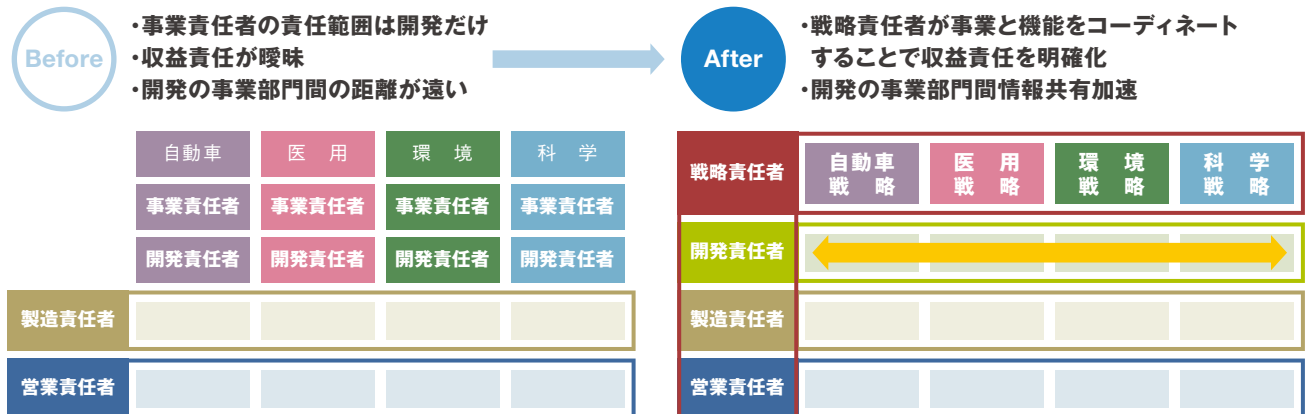 Before
・事業責任者の責任範囲は開発だけ
・収益責任が曖昧
・開発の事業部門間の距離が遠い
自動車 医 用 環 境 科 学
事業責任者 事業責任者 事業責任者 事業責任者
開発責任者 開発責任者 開発責任者 開発責任者
製造責任者
営業責任者
After
・戦略責任者が事業と機能をコーディネート
することで収益責任を明確化
・開発の事業部門間情報共有加速
戦略責任者
自動車 医 用 環 境 科 学
戦 略 戦 略 戦 略 戦 略
開発責任者
製造責任者
営業責任者